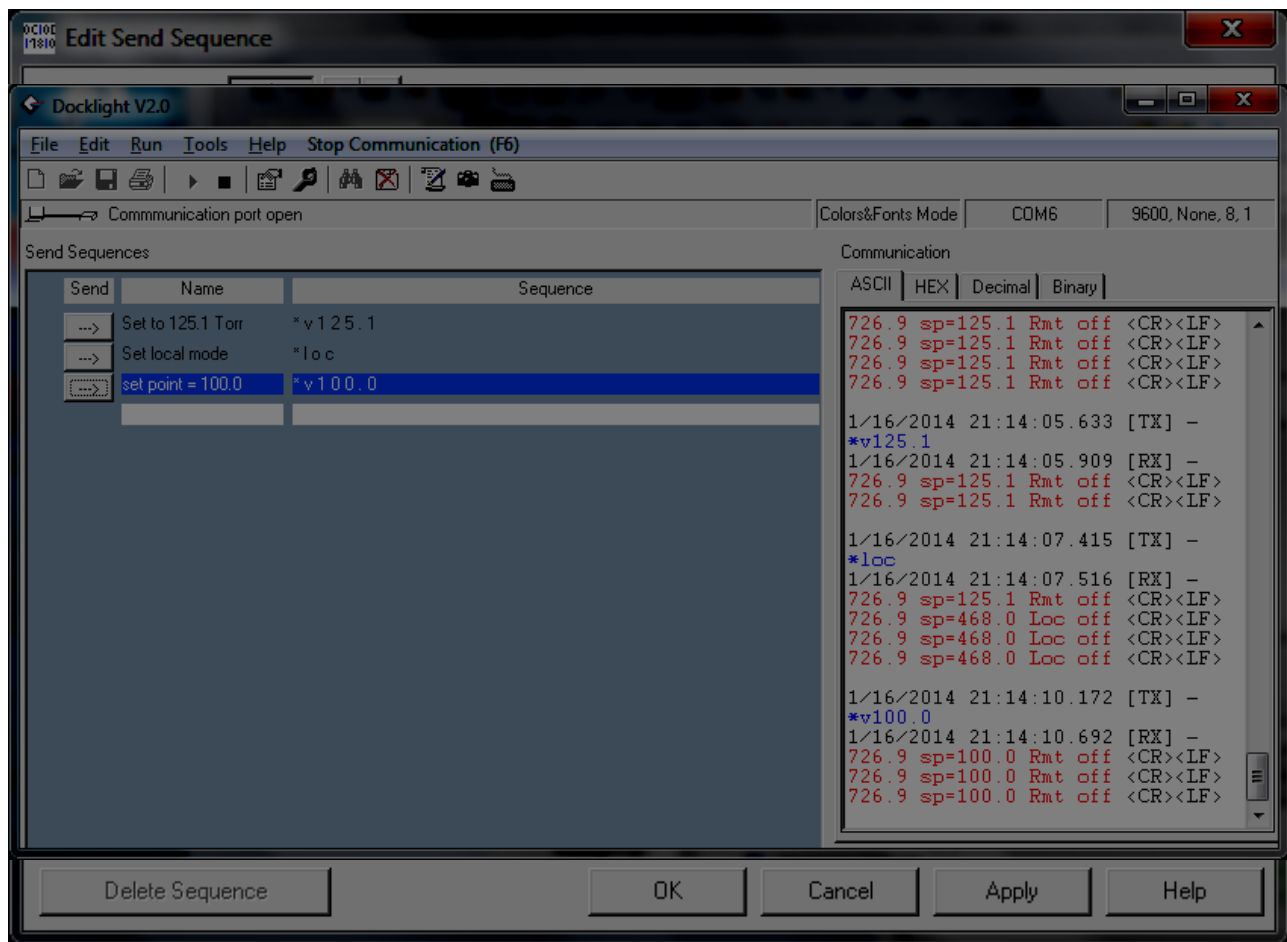 Edit Send Sequence
Docklight V2.0
File Edit Run Tools Help Stop Communication (F6)
Commmunication port open
Colors&Fonts Mode COM6 9600, None, 8, 1
Send Sequences
Send Name Sequence
---> Set to 125.1 Torr *v125.1
---> Set local mode *loc
---> set point = 100.0 *v100.0
Communication
ASCII HEX Decimal Binary
726.9 sp=125.1 Rmt off <CR><LF>
726.9 sp=125.1 Rmt off <CR><LF>
726.9 sp=125.1 Rmt off <CR><LF>
726.9 sp=125.1 Rmt off <CR><LF>
1/16/2014 21:14:05.633 [TX] -
*v125.1
1/16/2014 21:14:05.909 [RX] -
726.9 sp=125.1 Rmt off <CR><LF>
726.9 sp=125.1 Rmt off <CR><LF>
1/16/2014 21:14:07.415 [TX] -
*loc
1/16/2014 21:14:07.516 [RX] -
726.9 sp=125.1 Rmt off <CR><LF>
726.9 sp=468.0 Loc off <CR><LF>
726.9 sp=468.0 Loc off <CR><LF>
726.9 sp=468.0 Loc off <CR><LF>
1/16/2014 21:14:10.172 [TX] -
*v100.0
1/16/2014 21:14:10.692 [RX] -
726.9 sp=100.0 Rmt off <CR><LF>
726.9 sp=100.0 Rmt off <CR><LF>
726.9 sp=100.0 Rmt off <CR><LF>
Delete Sequence OK Cancel Apply Help